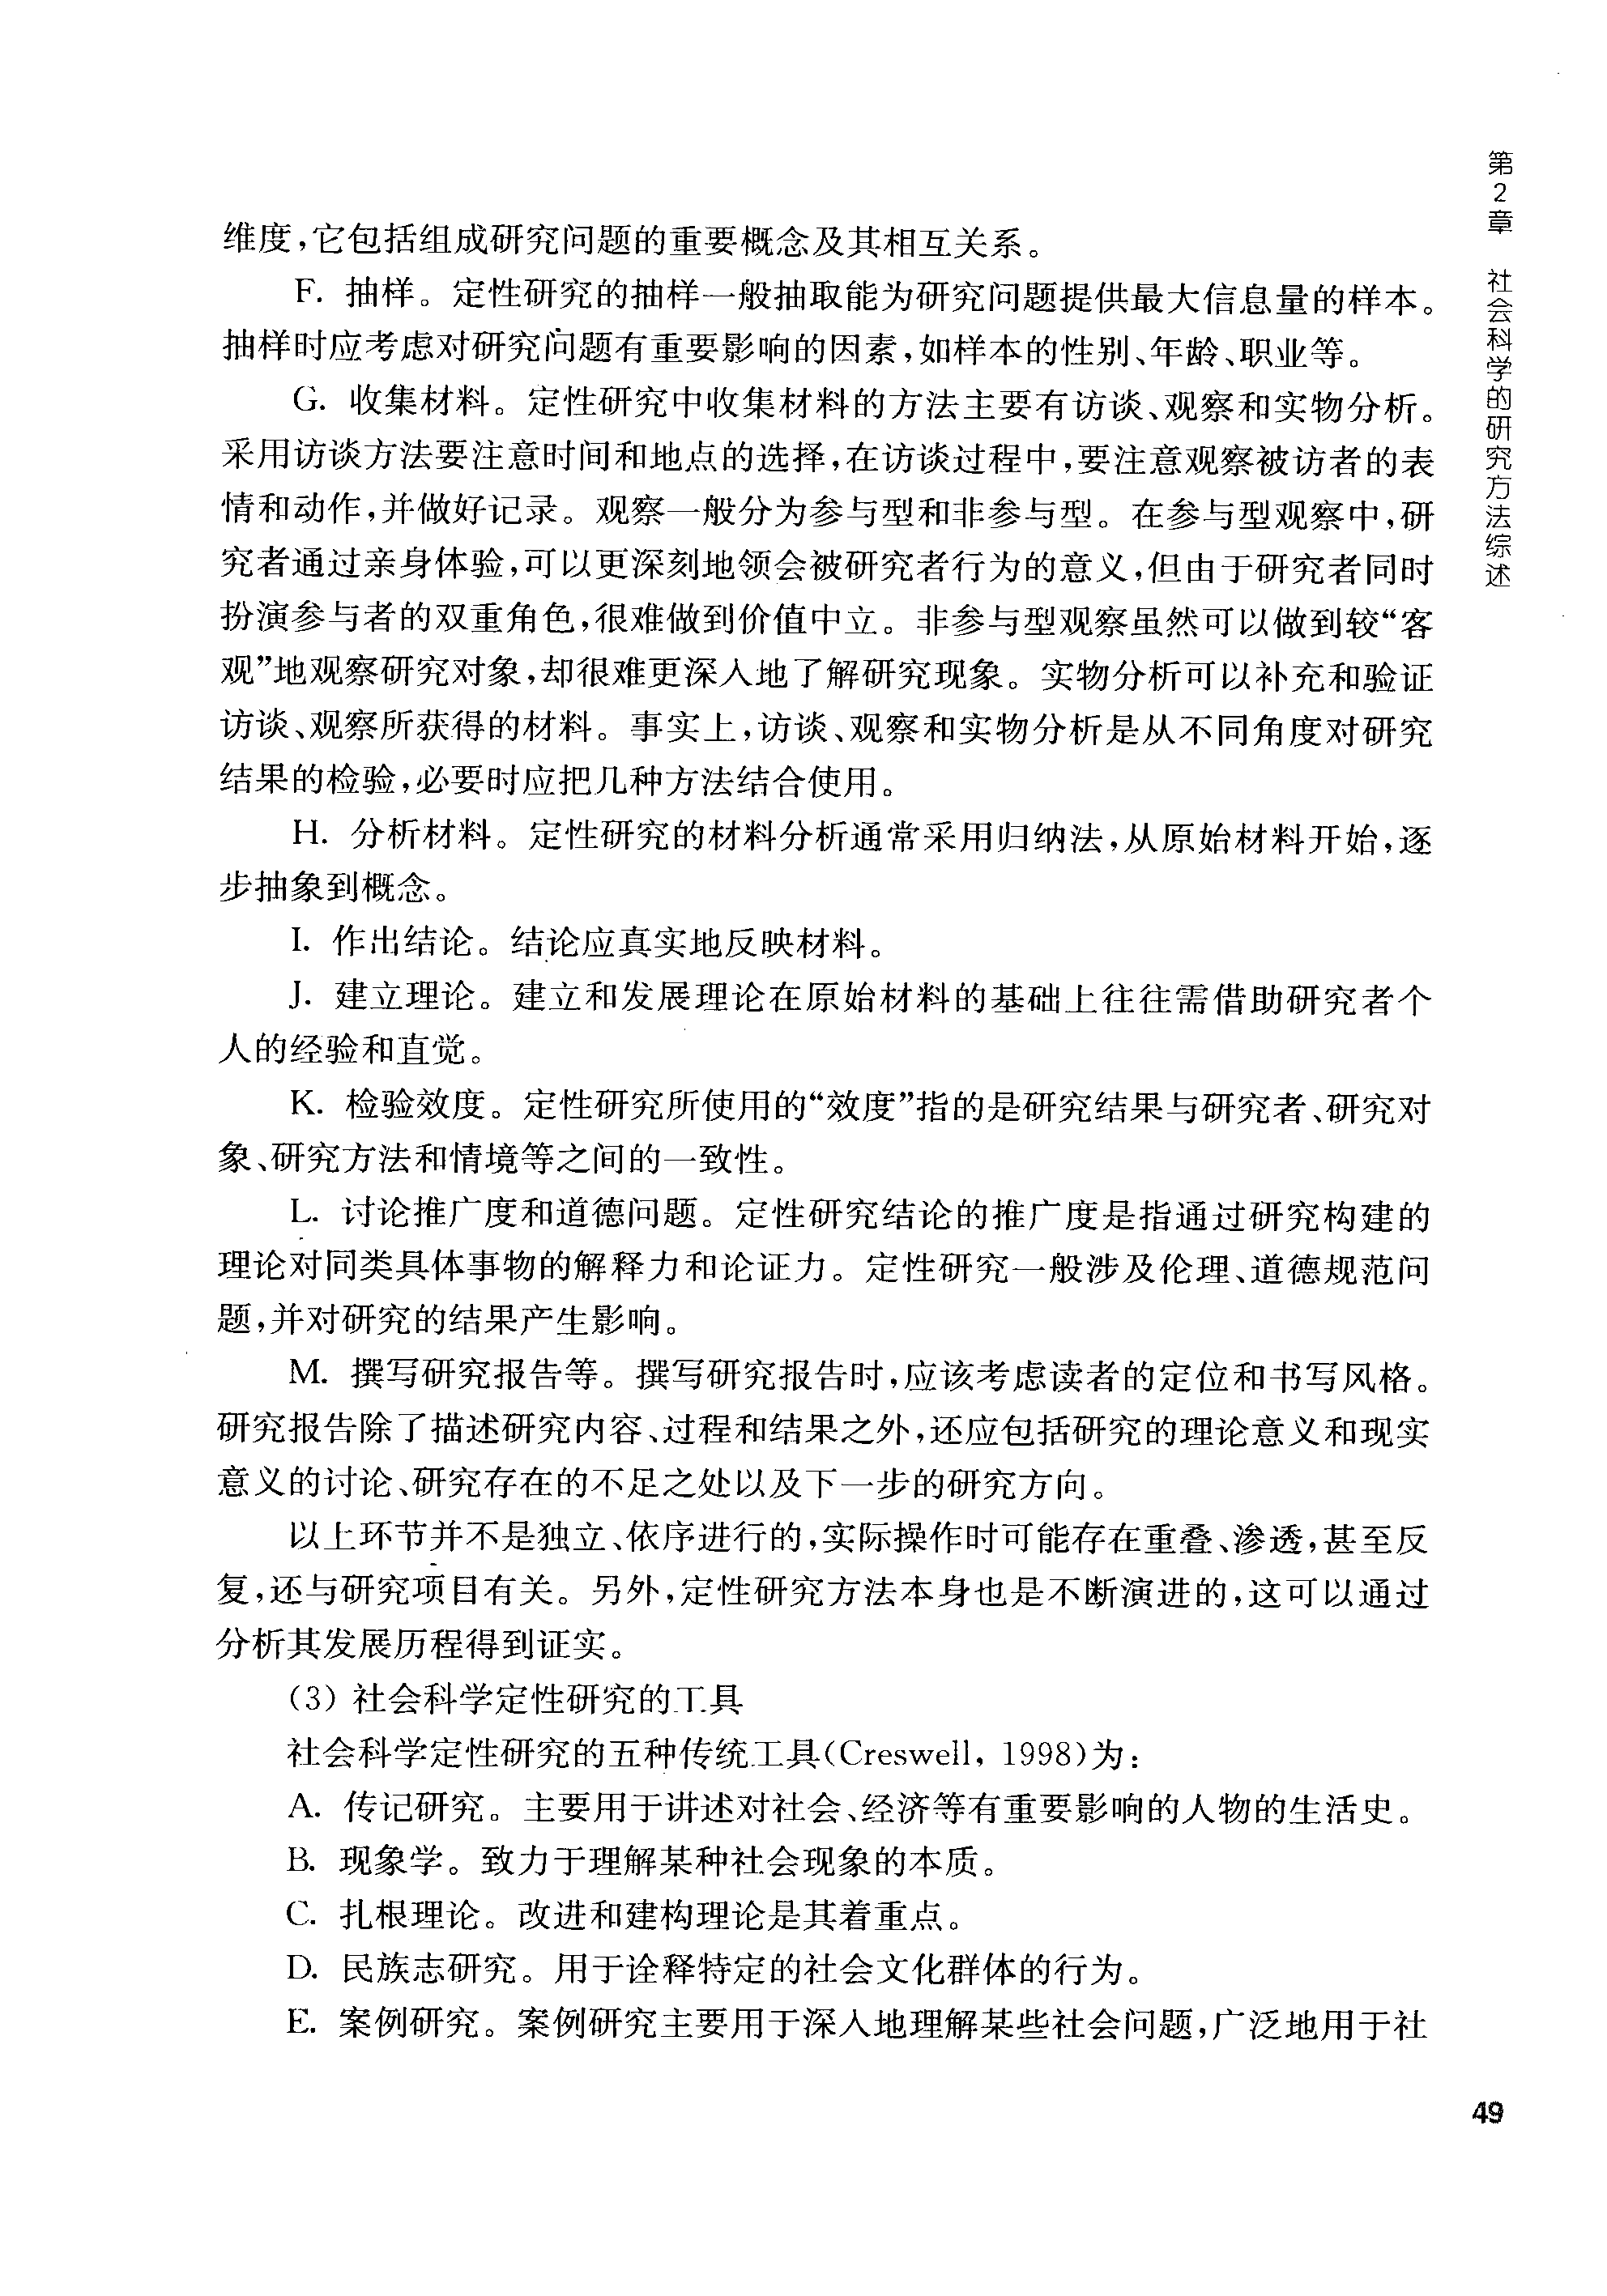 第2章 社会科学的研究方法综述
维度,它包括组成研究问题的重要概念及其相互关系。
F. 抽样。定性研究的抽样一般抽取能为研究问题提供最大信息量的样本。
抽样时应考虑对研究问题有重要影响的因素,如样本的性别、年龄、职业等。
G. 收集材料。定性研究中收集材料的方法主要有访谈、观察和实物分析。
采用访谈方法要注意时间和地点的选择,在访谈过程中,要注意观察被访者的表
情和动作,并做好记录。观察一般分为参与型和非参与型。在参与型观察中,研
究者通过亲身体验,可以更深刻地领会被研究者行为的意义,但由于研究者同时
扮演参与者的双重角色,很难做到价值中立。非参与型观察虽然可以做到较“客
观”地观察研究对象,却很难更深入地了解研究现象。实物分析可以补充和验证
访谈、观察所获得的材料。事实上,访谈、观察和实物分析是从不同角度对研究
结果的检验,必要时应把几种方法结合使用。
H. 分析材料。定性研究的材料分析通常采用归纳法,从原始材料开始,逐
步抽象到概念。
I. 作出结论。结论应真实地反映材料。
J. 建立理论。建立和发展理论在原始材料的基础上往往需借助研究者个
人的经验和直觉。
K. 检验效度。定性研究所使用的“效度”指的是研究结果与研究者、研究对
象、研究方法和情境等之间的一致性。
L. 讨论推广度和道德问题。定性研究结论的推广度是指通过研究构建的
理论对同类具体事物的解释力和论证力。定性研究一般涉及伦理、道德规范问
题,并对研究的结果产生影响。
M. 撰写研究报告等。撰写研究报告时,应该考虑读者的定位和书写风格。
研究报告除了描述研究内容、过程和结果之外,还应包括研究的理论意义和现实
意义的讨论、研究存在的不足之处以及下一步的研究方向。
以上环节并不是独立、依序进行的,实际操作时可能存在重叠、渗透,甚至反
复,还与研究项目有关。另外,定性研究方法本身也是不断演进的,这可以通过
分析其发展历程得到证实。
(3) 社会科学定性研究的工具
社会科学定性研究的五种传统工具(Creswell, 1998)为:
A. 传记研究。主要用于讲述对社会、经济等有重要影响的人物的生活史。
B. 现象学。致力于理解某种社会现象的本质。
C. 扎根理论。改进和建构理论是其着重点。
D. 民族志研究。用于诠释特定的社会文化群体的行为。
E. 案例研究。案例研究主要用于深入地理解某些社会问题,广泛地用于社
49